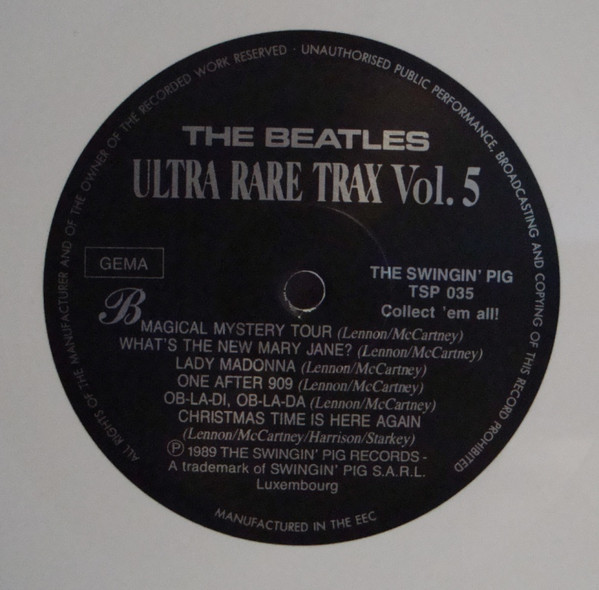 ALL RIGHTS OF THE MANUFACTURER AND OF THE OWNER OF THE RECORDED WORK RESERVED · UNAUTHORISED PUBLIC PERFORMANCE, BROADCASTING AND COPYING OF THIS RECORD PROHIBITED
THE BEATLES
ULTRA RARE TRAX Vol. 5
GEMA
THE SWINGIN' PIG
TSP 035
Collect 'em all!
B
MAGICAL MYSTERY TOUR (Lennon/McCartney)
WHAT'S THE NEW MARY JANE? (Lennon/McCartney)
LADY MADONNA (Lennon/McCartney)
ONE AFTER 909 (Lennon/McCartney)
OB-LA-DI, OB-LA-DA (Lennon/McCartney)
CHRISTMAS TIME IS HERE AGAIN
(Lennon/McCartney/Harrison/Starkey)
Ⓟ 1989 THE SWINGIN' PIG RECORDS -
A trademark of SWINGIN' PIG S.A.R.L.
Luxembourg
MANUFACTURED IN THE EEC